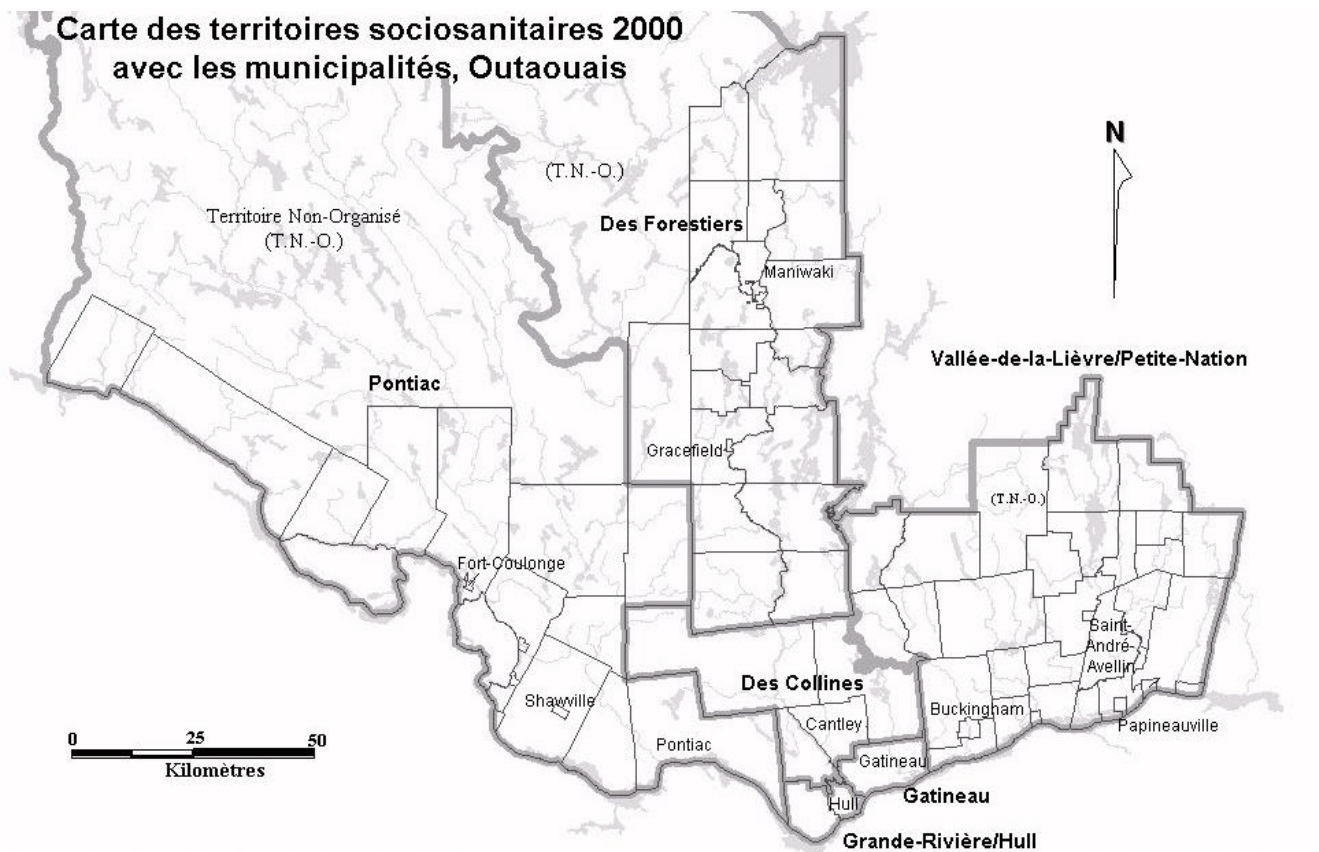 Carte des territoires sociosanitaires 2000
avec les municipalités, Outaouais
N
(T.N.-O.)
Territoire Non-Organisé
(T.N.-O.)
Des Forestiers
Maniwaki
Vallée-de-la-Lièvre/Petite-Nation
Pontiac
Gracefield
(T.N.-O.)
Fort-Coulonge
Saint-
André-
Avellin
Des Collines
Shawville
Cantley
Buckingham
Papineauville
0 25 50
Kilomètres
Pontiac
Gatineau
Hull
Gatineau
Grande-Rivière/Hull